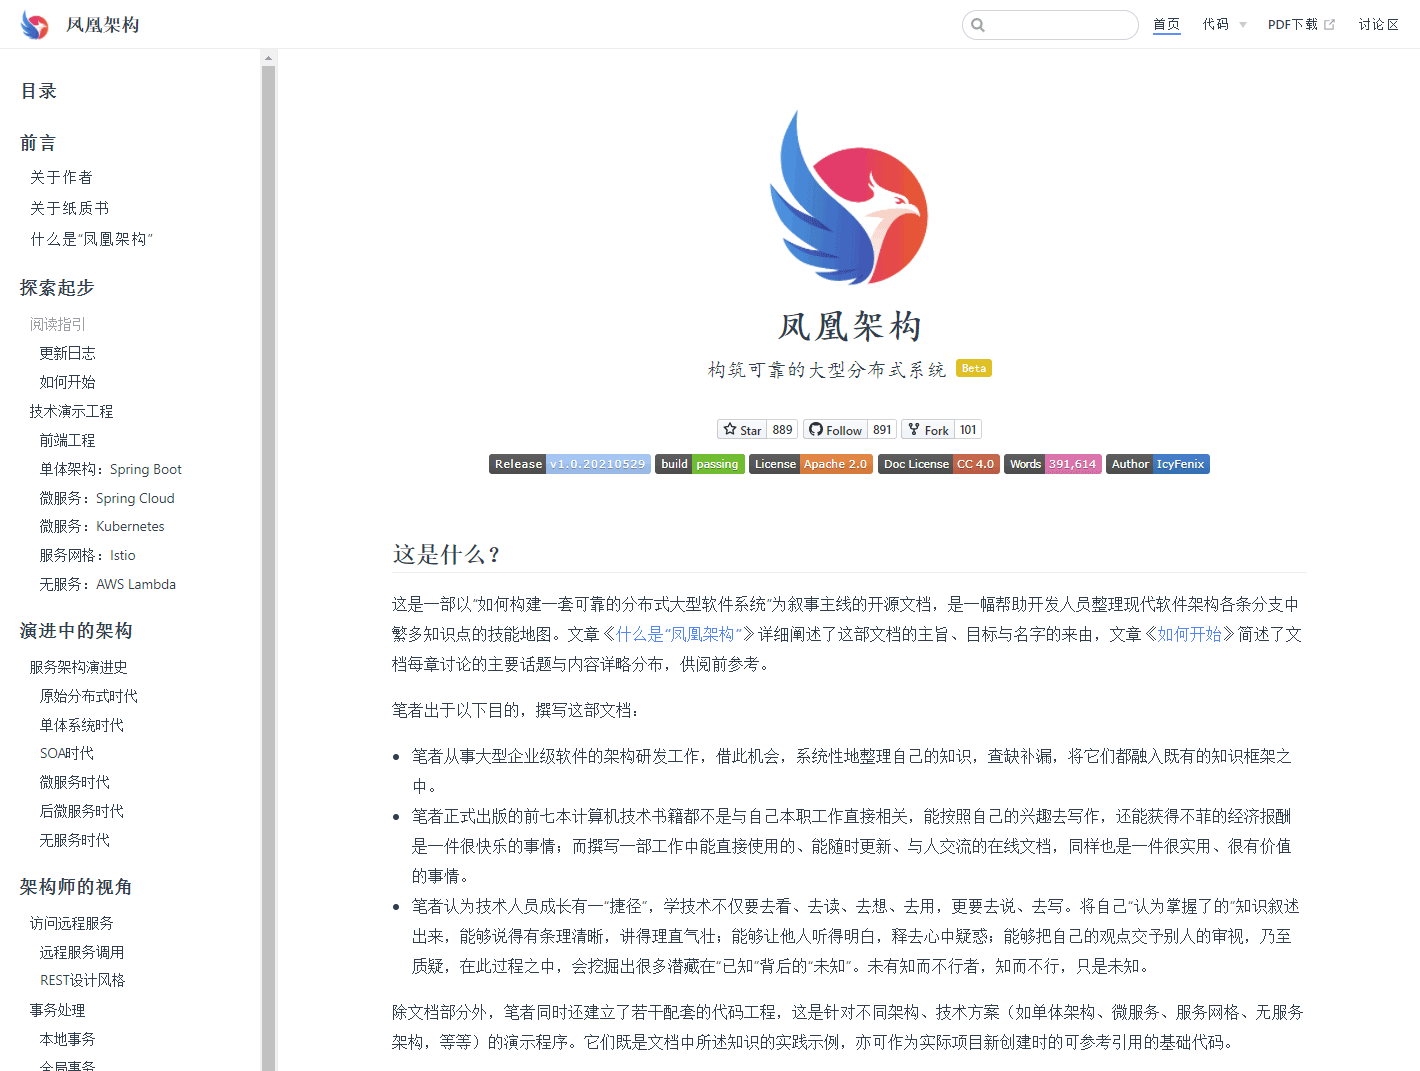 凤凰架构
首页
代码
PDF下载
讨论区
目录
前言
关于作者
关于纸质书
什么是“凤凰架构”
探索起步
阅读指引
更新日志
如何开始
技术演示工程
前端工程
单体架构：Spring Boot
微服务：Spring Cloud
微服务：Kubernetes
服务网格：Istio
无服务：AWS Lambda
演进中的架构
服务架构演进史
原始分布式时代
单体系统时代
SOA时代
微服务时代
后微服务时代
无服务时代
架构师的视角
访问远程服务
远程服务调用
REST设计风格
事务处理
本地事务
全局事务
凤凰架构
构筑可靠的大型分布式系统 Beta
Star 889 Follow 891 Fork 101
Release v1.0.20210529 build passing License Apache 2.0 Doc License CC 4.0 Words 391,614 Author IcyFenix
这是什么？
这是一部以“如何构建一套可靠的分布式大型软件系统”为叙事主线的开源文档，是一幅帮助开发人员整理现代软件架构各条分支中
繁多知识点的技能地图。文章《什么是“凤凰架构”》详细阐述了这部文档的主旨、目标与名字的来由，文章《如何开始》简述了文
档每章讨论的主要话题与内容详略分布，供阅前参考。
笔者出于以下目的，撰写这部文档：
• 笔者从事大型企业级软件的架构研发工作，借此机会，系统性地整理自己的知识，查缺补漏，将它们都融入既有的知识框架之
中。
• 笔者正式出版的前七本计算机技术书籍都不是与自己本职工作直接相关，能按照自己的兴趣去写作，还能获得不菲的经济报酬
是一件很快乐的事情；而撰写一部工作中能直接使用的、能随时更新、与人交流的在线文档，同样也是一件很实用、很有价值
的事情。
• 笔者认为技术人员成长有一“捷径”，学技术不仅要去看、去读、去想、去用，更要去说、去写。将自己“认为掌握了的”知识叙述
出来，能够说得有条理清晰，讲得理直气壮；能够让他人听得明白，释去心中疑惑；能够把自己的观点交予别人的审视，乃至
质疑，在此过程之中，会挖掘出很多潜藏在“已知”背后的“未知”。未有知而不行者，知而不行，只是未知。
除文档部分外，笔者同时还建立了若干配套的代码工程，这是针对不同架构、技术方案（如单体架构、微服务、服务网格、无服务
架构，等等）的演示程序。它们既是文档中所述知识的实践示例，亦可作为实际项目新创建时的可参考引用的基础代码。